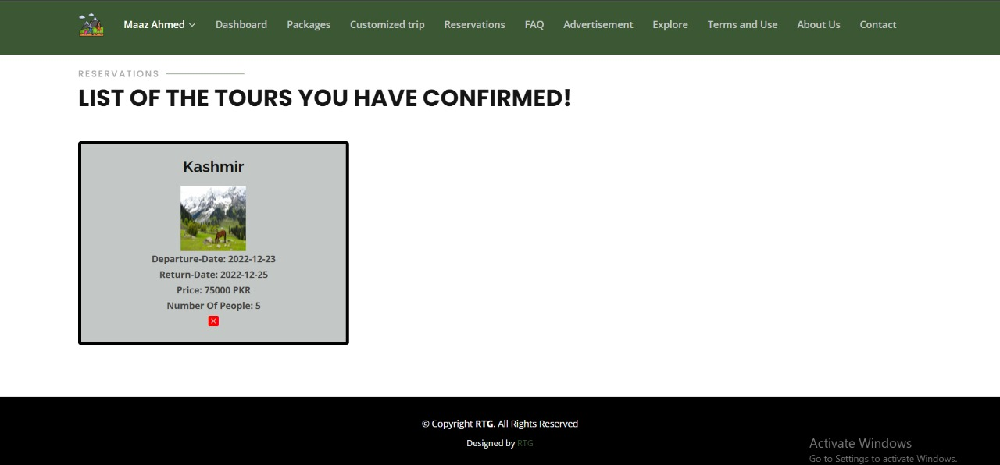 Maaz Ahmed Dashboard Packages Customized trip Reservations FAQ Advertisement Explore Terms and Use About Us Contact
RESERVATIONS
LIST OF THE TOURS YOU HAVE CONFIRMED!
Kashmir
Departure-Date: 2022-12-23
Return-Date: 2022-12-25
Price: 75000 PKR
Number Of People: 5
© Copyright RTG. All Rights Reserved
Designed by RTG
Activate Windows
Go to Settings to activate Windows.